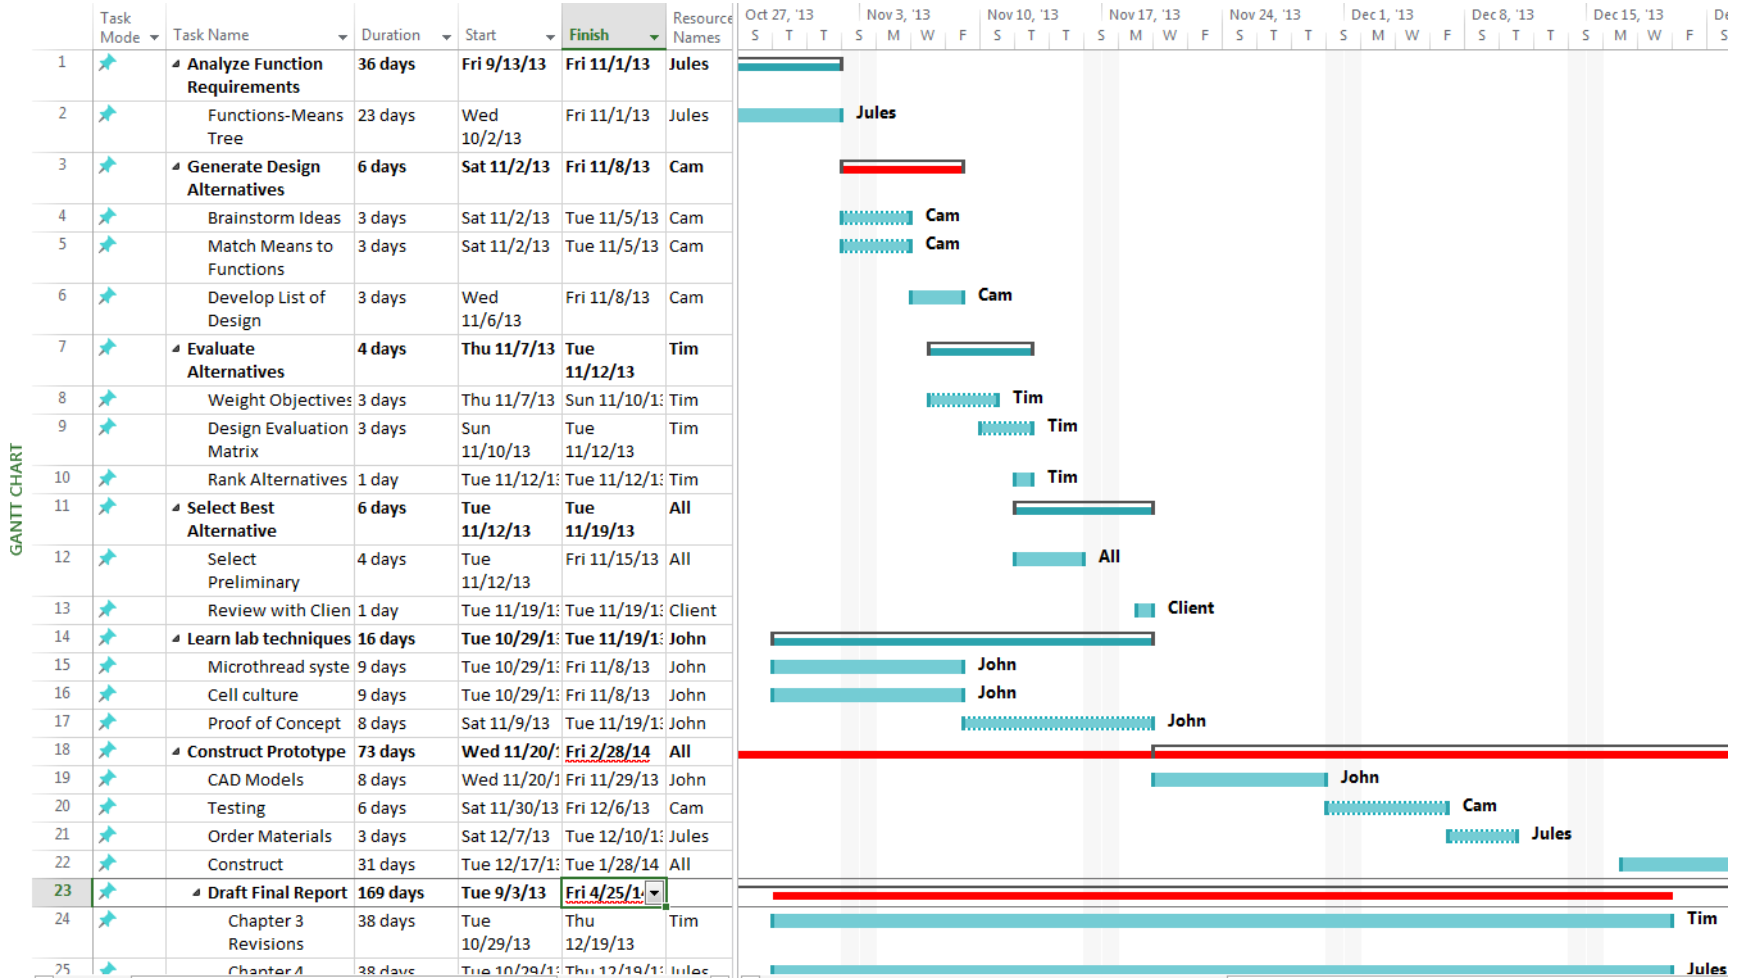 Task Mode Task Name Duration Start Finish Resource Names
Oct 27, '13 Nov 3, '13 Nov 10, '13 Nov 17, '13 Nov 24, '13 Dec 1, '13 Dec 8, '13 Dec 15, '13 De
S T T S M W F S T T S M W F S T T S M W F S T T S M W F S
GANTT CHART
1 Analyze Function Requirements 36 days Fri 9/13/13 Fri 11/1/13 Jules
2 Functions-Means Tree 23 days Wed 10/2/13 Fri 11/1/13 Jules Jules
3 Generate Design Alternatives 6 days Sat 11/2/13 Fri 11/8/13 Cam
4 Brainstorm Ideas 3 days Sat 11/2/13 Tue 11/5/13 Cam Cam
5 Match Means to Functions 3 days Sat 11/2/13 Tue 11/5/13 Cam Cam
6 Develop List of Design 3 days Wed 11/6/13 Fri 11/8/13 Cam Cam
7 Evaluate Alternatives 4 days Thu 11/7/13 Tue 11/12/13 Tim
8 Weight Objectives 3 days Thu 11/7/13 Sun 11/10/1 Tim Tim
9 Design Evaluation Matrix 3 days Sun 11/10/13 Tue 11/12/13 Tim Tim
10 Rank Alternatives 1 day Tue 11/12/1 Tue 11/12/1 Tim Tim
11 Select Best Alternative 6 days Tue 11/12/13 Tue 11/19/13 All
12 Select Preliminary 4 days Tue 11/12/13 Fri 11/15/13 All All
13 Review with Clien 1 day Tue 11/19/1 Tue 11/19/1 Client Client
14 Learn lab techniques 16 days Tue 10/29/1 Tue 11/19/1 John
15 Microthread syste 9 days Tue 10/29/1 Fri 11/8/13 John John
16 Cell culture 9 days Tue 10/29/1 Fri 11/8/13 John John
17 Proof of Concept 8 days Sat 11/9/13 Tue 11/19/1 John John
18 Construct Prototype 73 days Wed 11/20/ Fri 2/28/14 All
19 CAD Models 8 days Wed 11/20/1 Fri 11/29/13 John John
20 Testing 6 days Sat 11/30/13 Fri 12/6/13 Cam Cam
21 Order Materials 3 days Sat 12/7/13 Tue 12/10/1 Jules Jules
22 Construct 31 days Tue 12/17/1 Tue 1/28/14 All
23 Draft Final Report 169 days Tue 9/3/13 Fri 4/25/1
24 Chapter 3 Revisions 38 days Tue 10/29/13 Thu 12/19/13 Tim Tim
25 Chapter 4 38 days Tue 10/29/1 Thu 12/19/1 Jules Jules